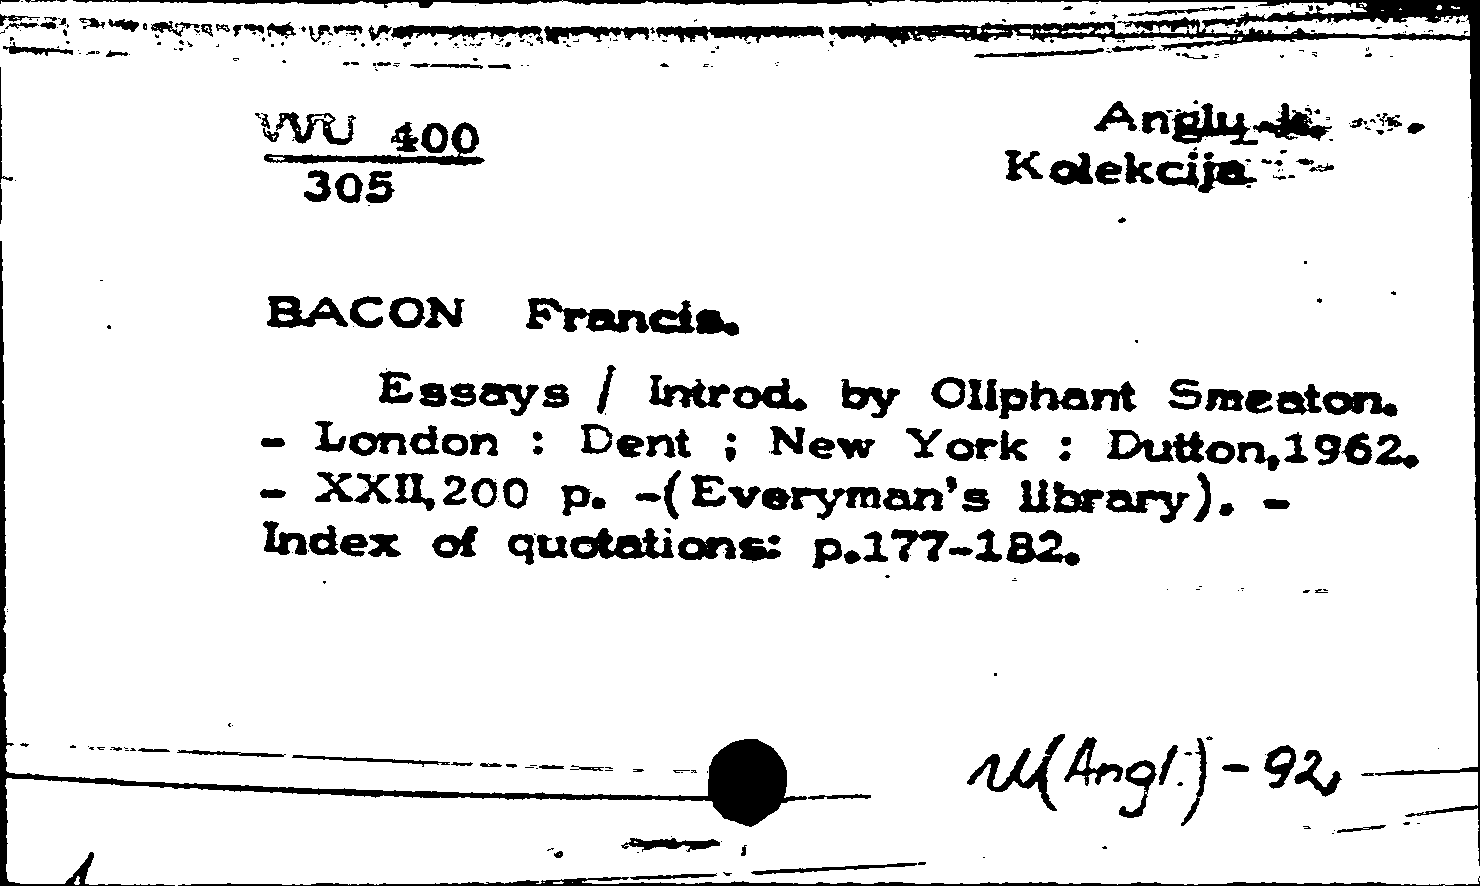 VVU 400
305
Anglų k.
Kolekcija
BACON Francis.
Essays / Introd. by Oliphant Smeaton.
- London : Dent ; New York : Dutton,1962.
- XXII,200 p. -(Everyman's library). -
Index of quotations: p.177-182.
(Angl.) - 92